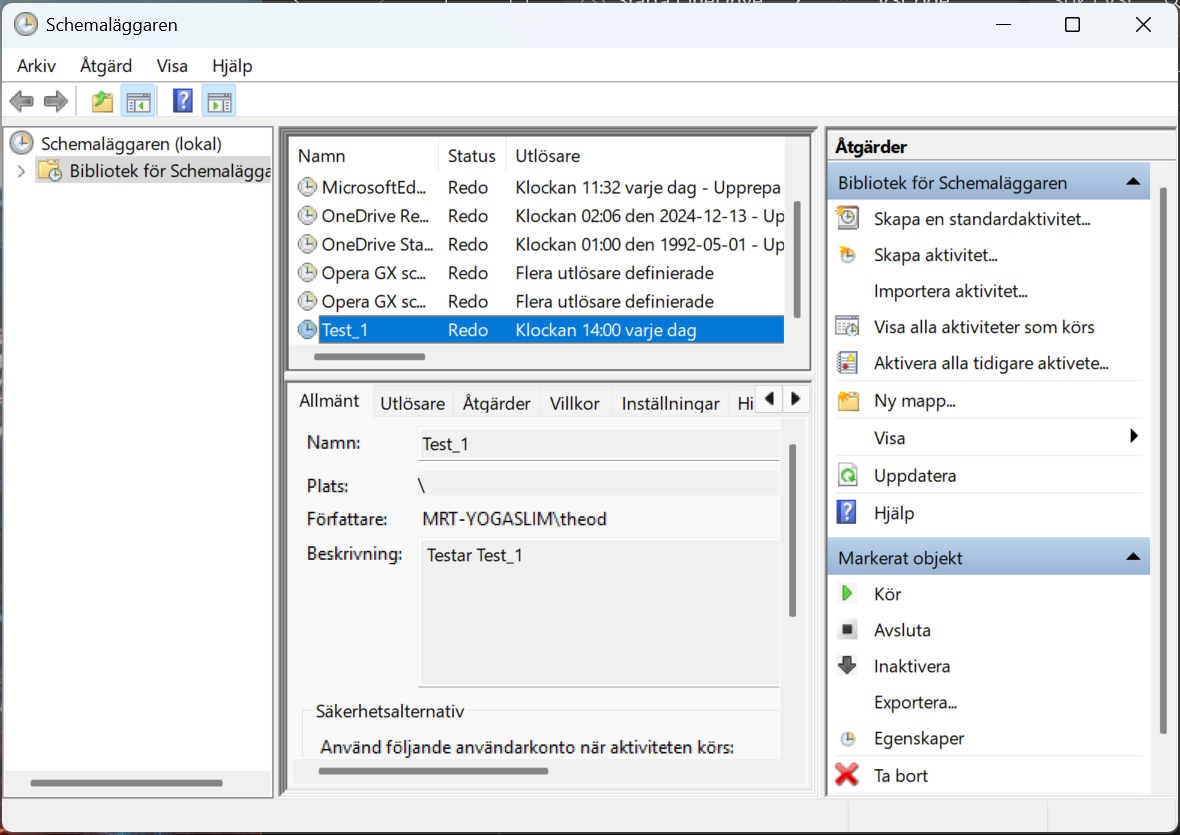 Schemaläggaren
Arkiv Åtgärd Visa Hjälp
Schemaläggaren (lokal)
Bibliotek för Schemalägga
Namn Status Utlösare
MicrosoftEd... Redo Klockan 11:32 varje dag - Upprepa
OneDrive Re... Redo Klockan 02:06 den 2024-12-13 - Up
OneDrive Sta... Redo Klockan 01:00 den 1992-05-01 - Up
Opera GX sc... Redo Flera utlösare definierade
Opera GX sc... Redo Flera utlösare definierade
Test_1 Redo Klockan 14:00 varje dag
Allmänt Utlösare Åtgärder Villkor Inställningar Hi
Namn: Test_1
Plats: \
Författare: MRT-YOGASLIM\theod
Beskrivning: Testar Test_1
Säkerhetsalternativ
Använd följande användarkonto när aktiviteten körs:
Åtgärder
Bibliotek för Schemaläggaren
Skapa en standardaktivitet...
Skapa aktivitet...
Importera aktivitet...
Visa alla aktiviteter som körs
Aktivera alla tidigare aktivete...
Ny mapp...
Visa
Uppdatera
Hjälp
Markerat objekt
Kör
Avsluta
Inaktivera
Exportera...
Egenskaper
Ta bort